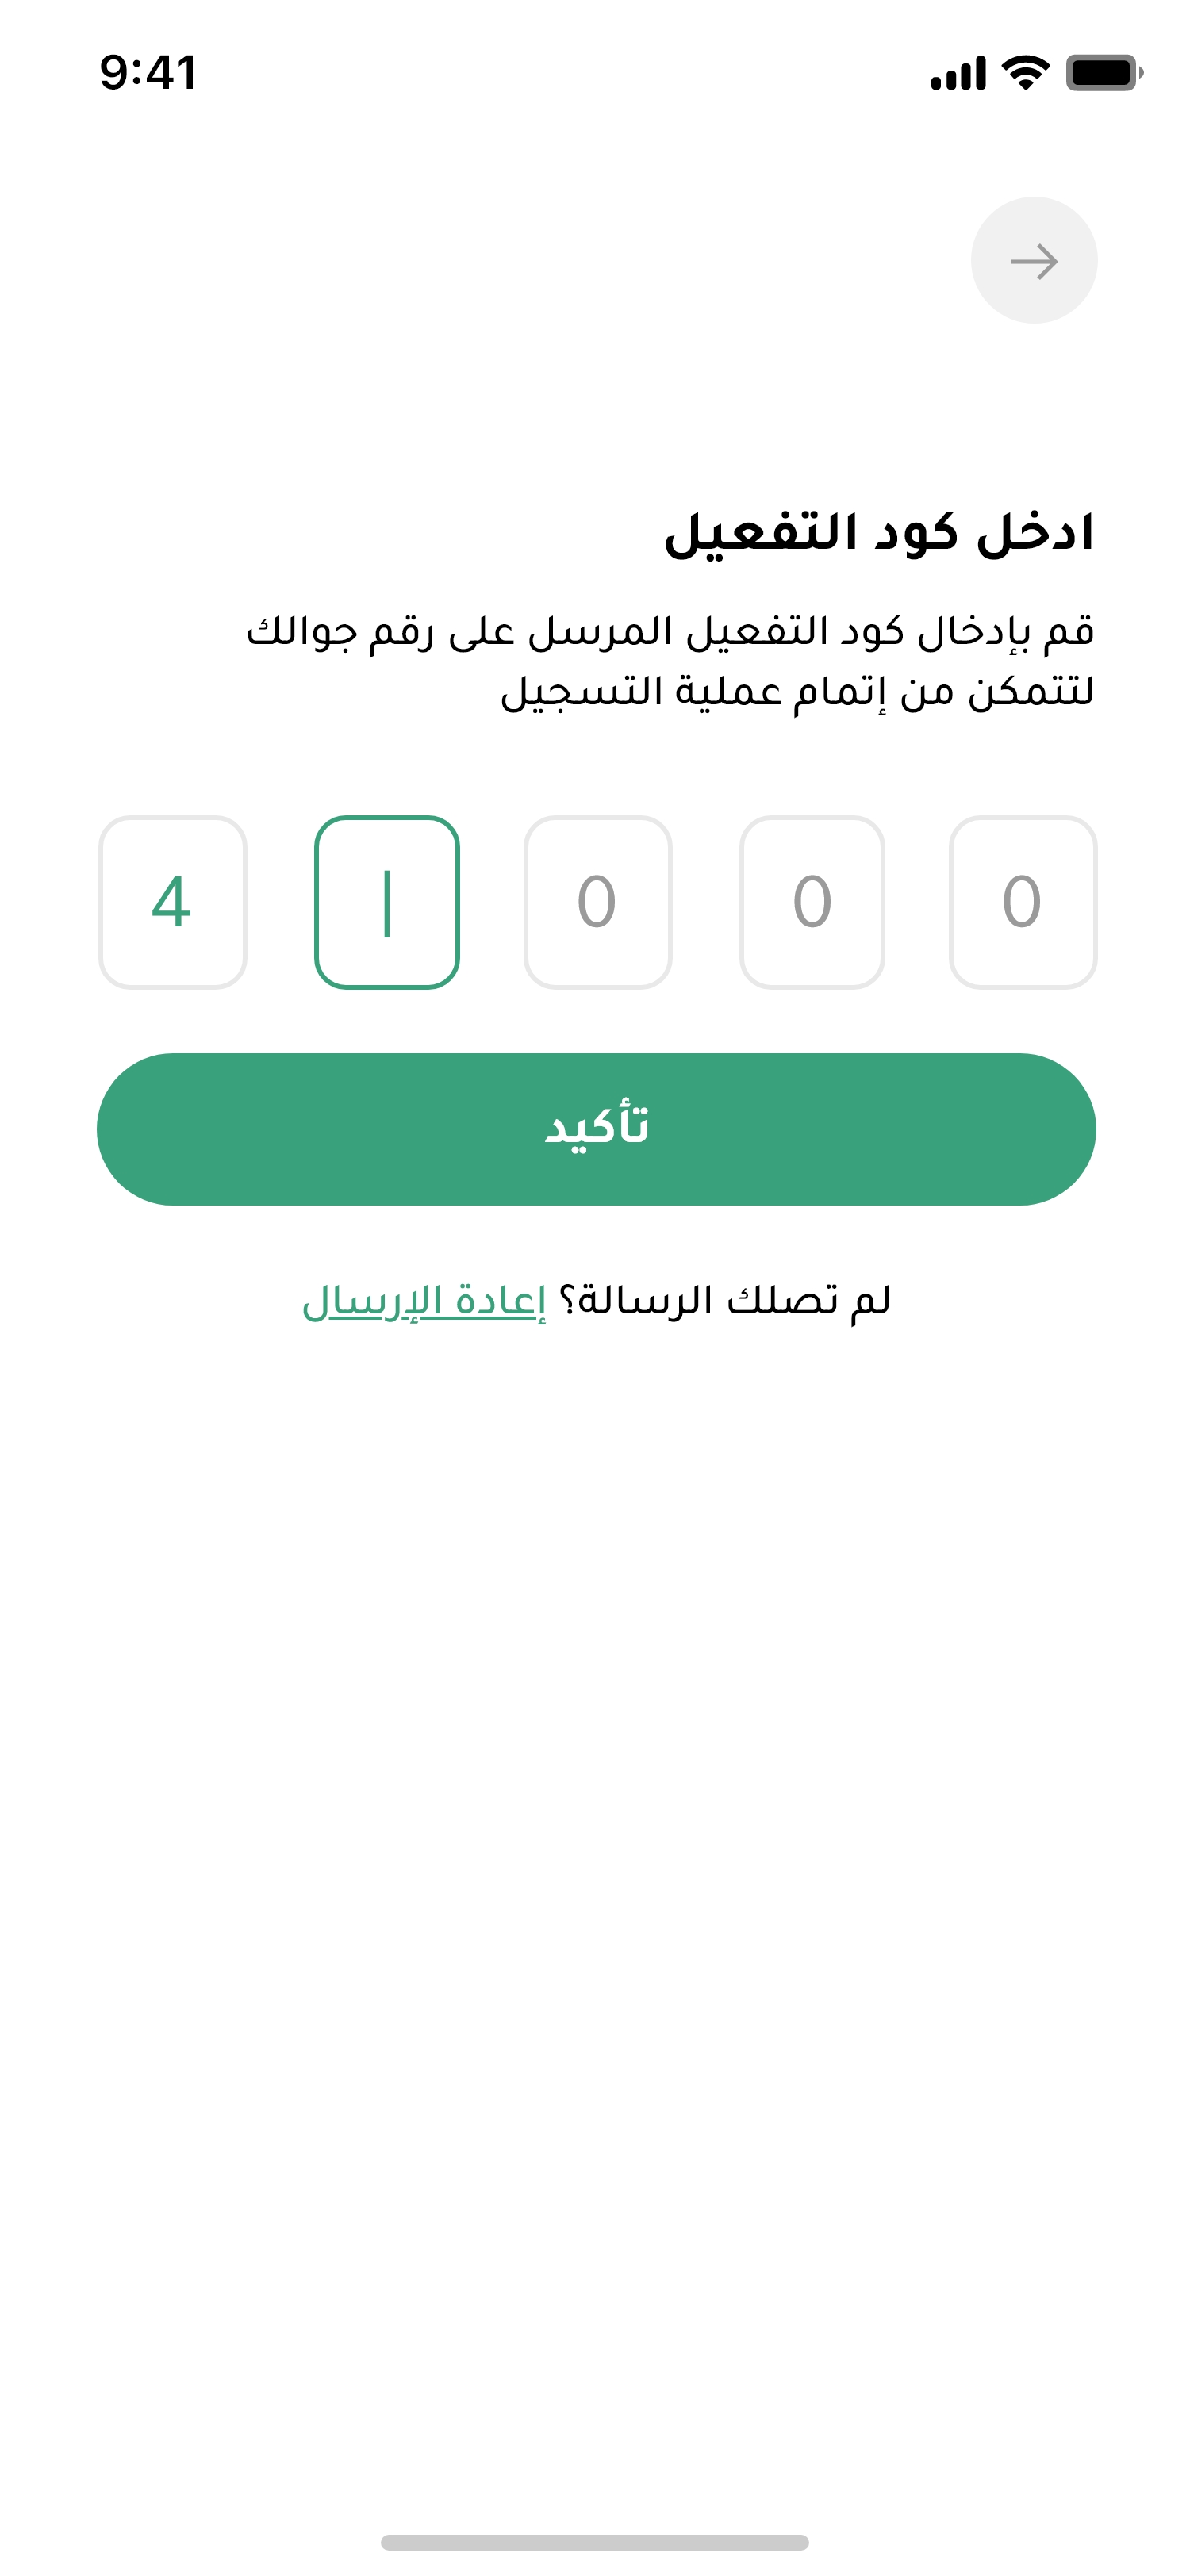 9:41
ادخل كود التفعيل
قم بإدخال كود التفعيل المرسل على رقم جوالك
لتتمكن من إتمام عملية التسجيل
4 0 0 0
تأكيد
لم تصلك الرسالة؟ إعادة الإرسال